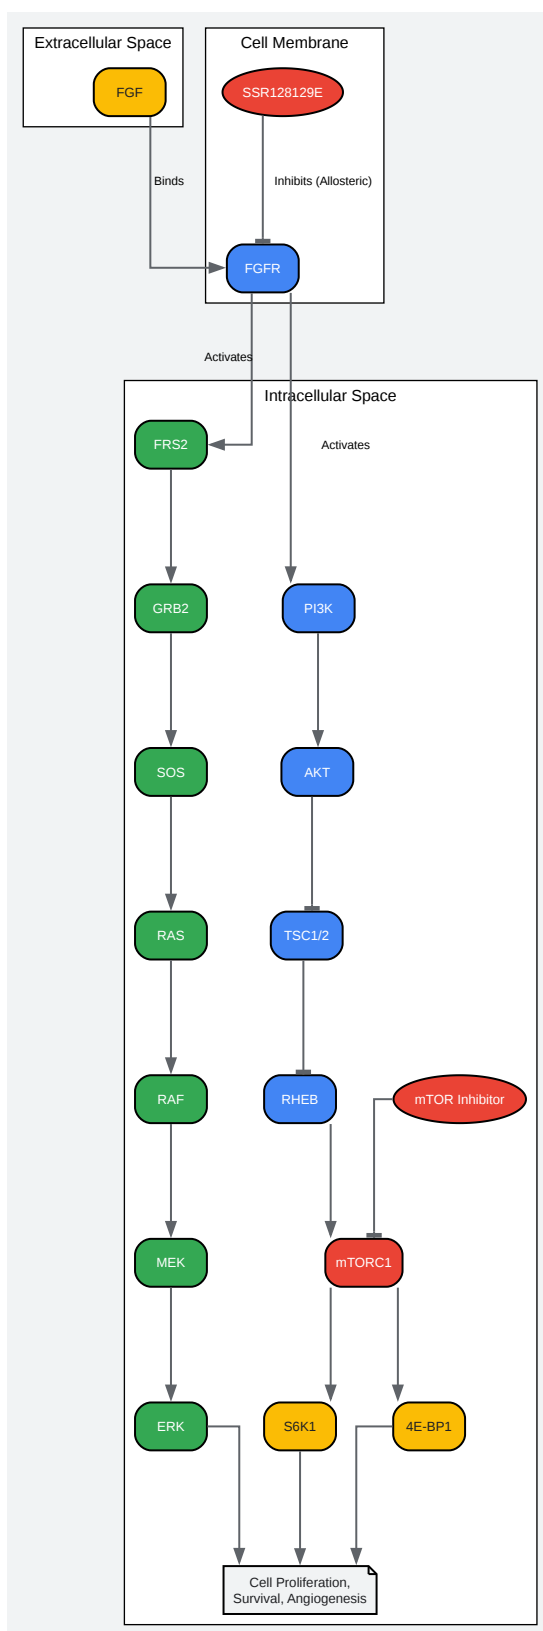 Extracellular Space
Cell Membrane
FGF
SSR128129E
Binds
Inhibits (Allosteric)
FGFR
Activates
Intracellular Space
FRS2
Activates
GRB2
PI3K
SOS
AKT
RAS
TSC1/2
RAF
RHEB
mTOR Inhibitor
MEK
mTORC1
ERK
S6K1
4E-BP1
Cell Proliferation,
Survival, Angiogenesis